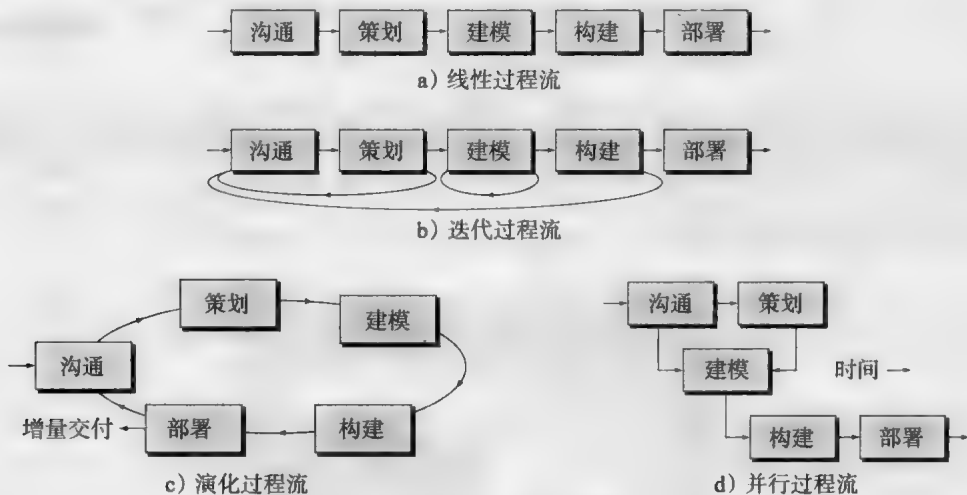 沟通 策划 建模 构建 部署
a）线性过程流
沟通 策划 建模 构建 部署
b）迭代过程流
策划
建模
沟通
增量交付
部署
构建
c）演化过程流
沟通 策划
建模
时间
构建 部署
d）并行过程流